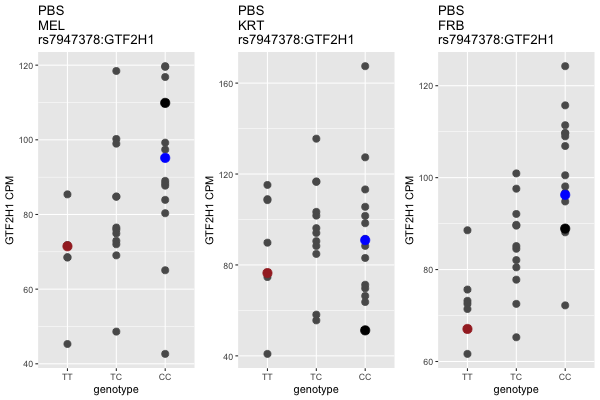 PBS
MEL
rs7947378:GTF2H1
GTF2H1 CPM
120
100
80
60
40
TT
TC
CC
genotype
PBS
KRT
rs7947378:GTF2H1
GTF2H1 CPM
160
120
80
40
TT
TC
CC
genotype
PBS
FRB
rs7947378:GTF2H1
GTF2H1 CPM
120
100
80
60
TT
TC
CC
genotype